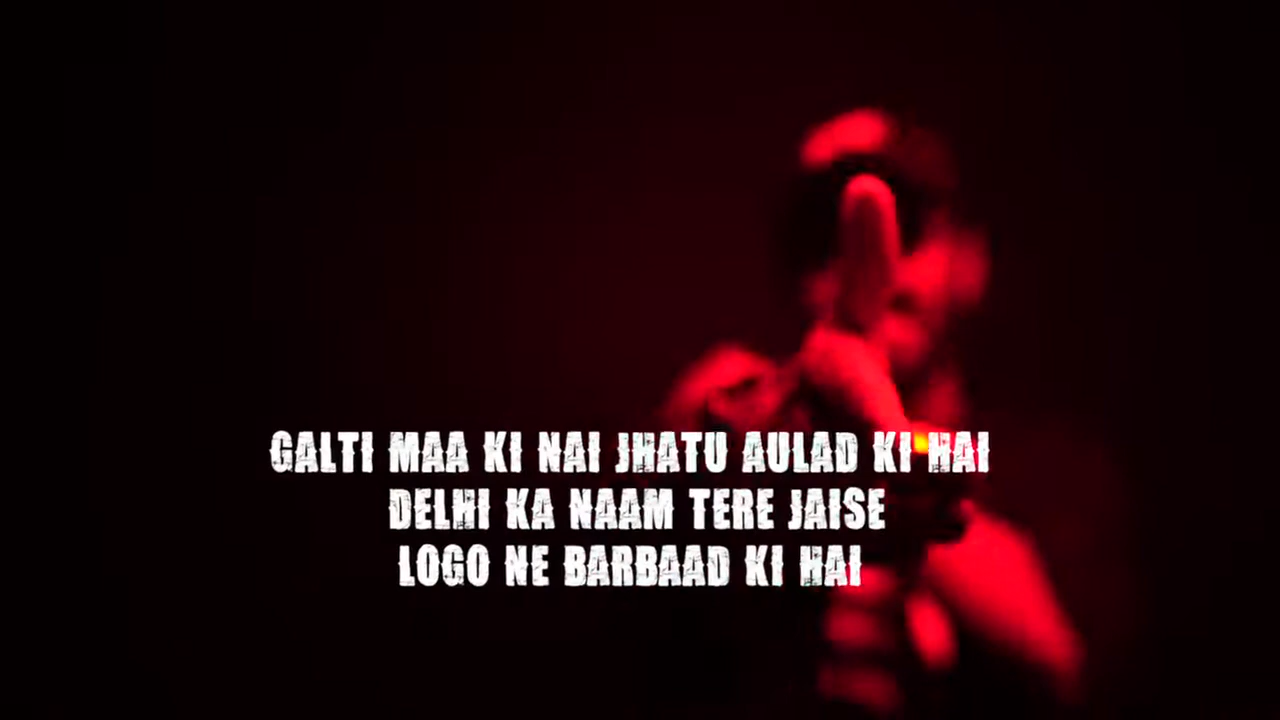 GALTI MAA KI NAI JHATU AULAD KI HAI
DELHI KA NAAM TERE JAISE
LOGO NE BARBAAD KI HAI